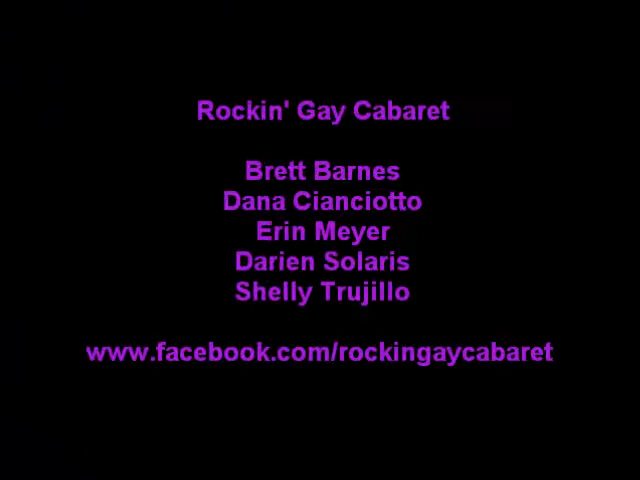 Rockin' Gay Cabaret
Brett Barnes
Dana Cianciotto
Erin Meyer
Darien Solaris
Shelly Trujillo
www.facebook.com/rockingaycabaret